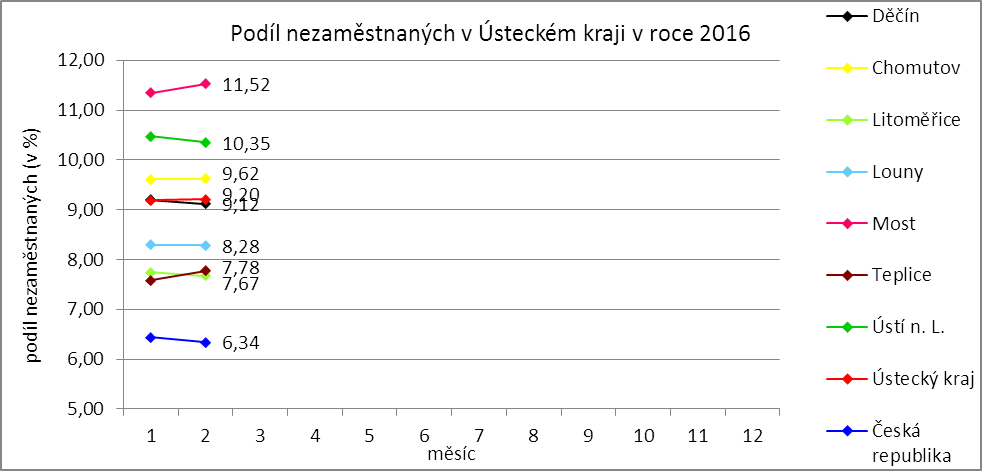 Podíl nezaměstnaných v Ústeckém kraji v roce 2016
podíl nezaměstnaných (v %)
12,00
11,00
10,00
9,00
8,00
7,00
6,00
5,00
11,52
10,35
9,62
9,20
9,12
8,28
7,78
7,67
6,34
1 2 3 4 5 6 7 8 9 10 11 12
měsíc
Děčín
Chomutov
Litoměřice
Louny
Most
Teplice
Ústí n. L.
Ústecký kraj
Česká
republika